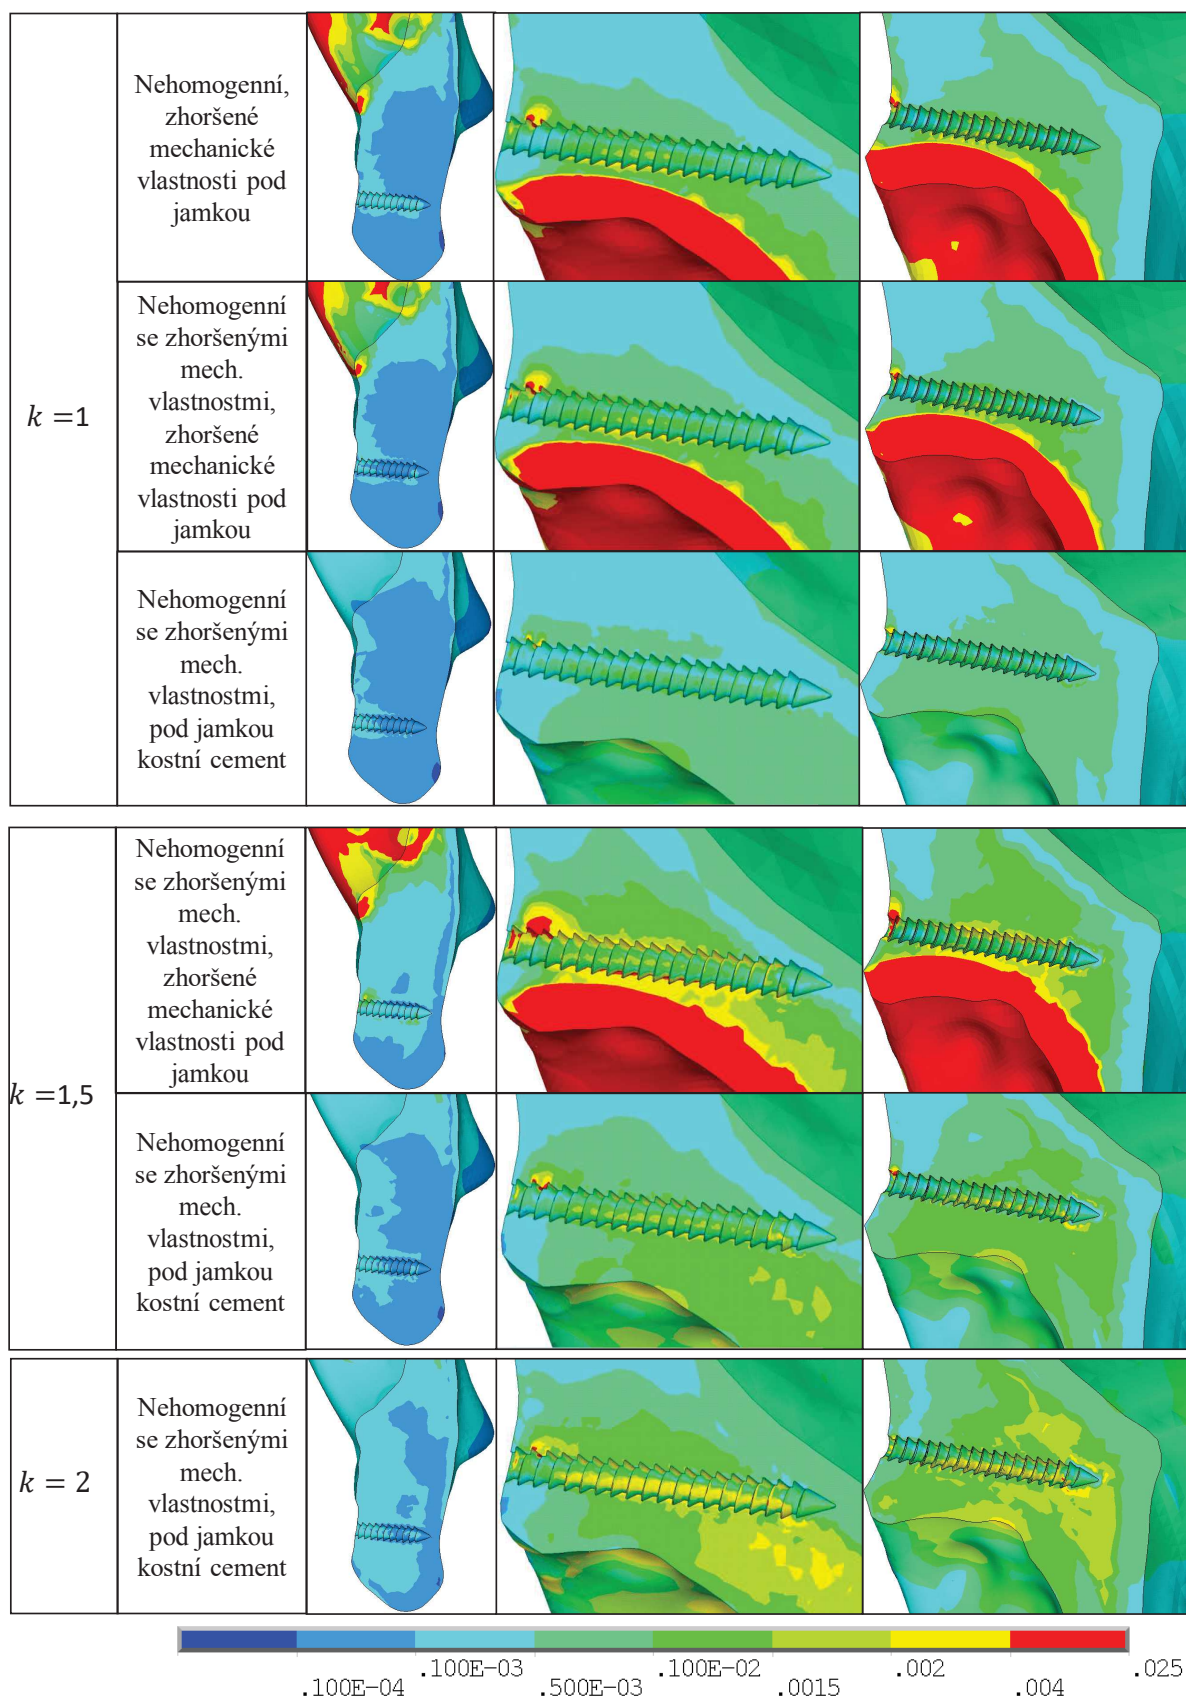 Nehomogenní,
zhoršené
mechanické
vlastnosti pod
jamkou
k =1
Nehomogenní
se zhoršenými
mech.
vlastnostmi,
zhoršené
mechanické
vlastnosti pod
jamkou
Nehomogenní
se zhoršenými
mech.
vlastnostmi,
pod jamkou
kostní cement
k =1,5
Nehomogenní
se zhoršenými
mech.
vlastnostmi,
zhoršené
mechanické
vlastnosti pod
jamkou
Nehomogenní
se zhoršenými
mech.
vlastnostmi,
pod jamkou
kostní cement
k = 2
Nehomogenní
se zhoršenými
mech.
vlastnostmi,
pod jamkou
kostní cement
.100E-03 .100E-02 .002 .025
.100E-04 .500E-03 .0015 .004